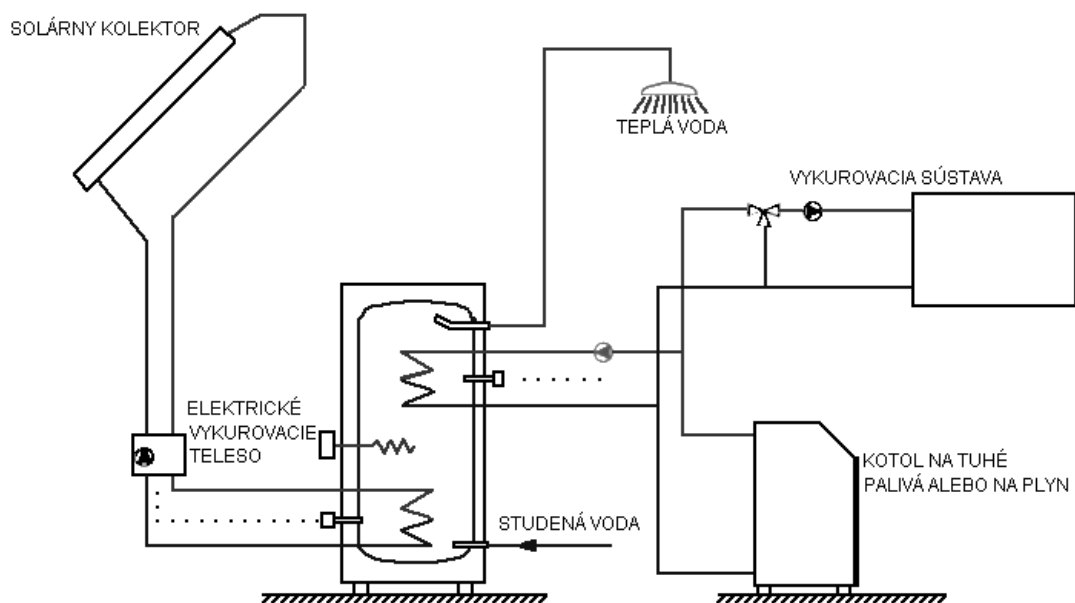 SOLÁRNY KOLEKTOR
TEPLÁ VODA
VYKUROVACIA SÚSTAVA
ELEKTRICKÉ
VYKUROVACIE
TELESO
STUDENÁ VODA
KOTOL NA TUHÉ
PALIVÁ ALEBO NA PLYN